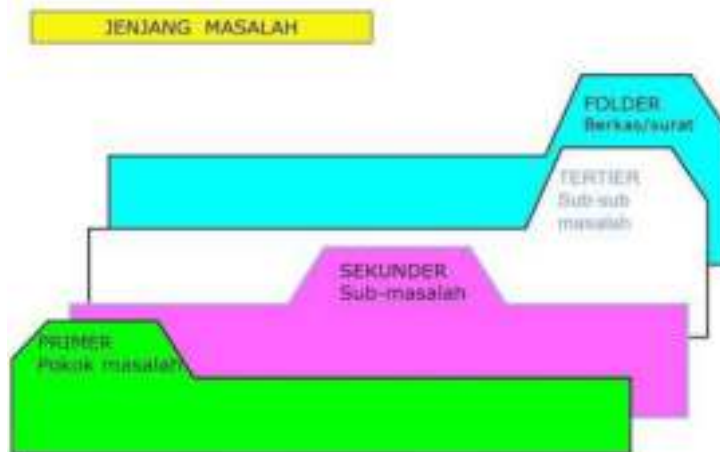 JENJANG MASALAH
FOLDER
Berkas/surat
TERTIER
Sub-sub
masalah
SEKUNDER
Sub-masalah
PRIMER
Pokok masalah